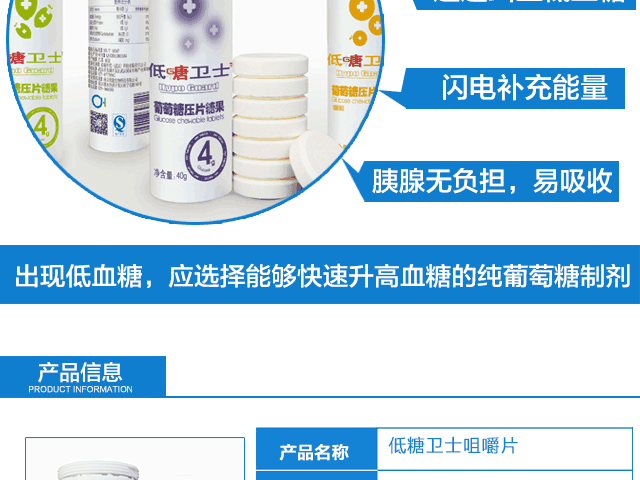 闪电补充能量
低糖卫士
Hypo Guard
葡萄糖压片糖果
Glucose chewable tablets
4g
净含量: 40g
胰腺无负担，易吸收
出现低血糖，应选择能够快速升高血糖的纯葡萄糖制剂
产品信息
PRODUCT INFORMATION
产品名称
低糖卫士咀嚼片